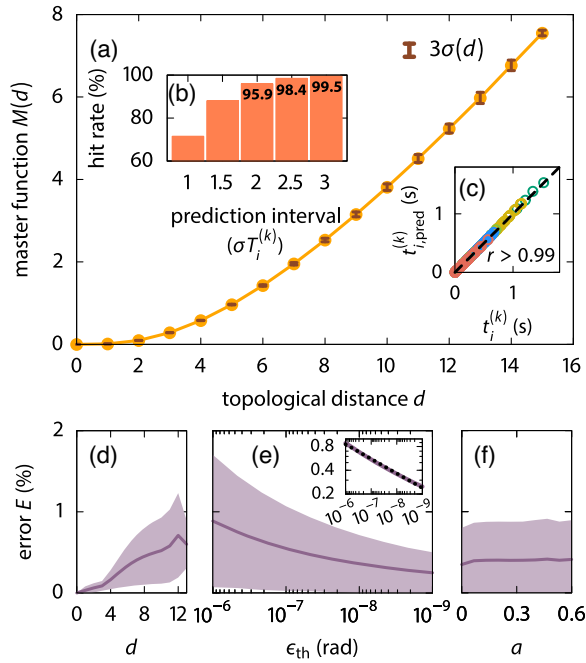 8
6
4
2
0
master function M(d)
(a)
3σ(d)
(b)
100
80
60
hit rate (%)
95.9
98.4
99.5
1 1.5 2 2.5 3
prediction interval
(σT_i^(k))
(c)
1
0
t_{i,pred}^(k) (s)
r > 0.99
0 1
t_i^(k) (s)
0 2 4 6 8 10 12 14 16
topological distance d
2
1
0
error E (%)
(d)
0 4 8 12
d
(e)
0.8
0.4
0.2
10^-6 10^-7 10^-8 10^-9
10^-6 10^-7 10^-8 10^-9
ϵ_th (rad)
(f)
0 0.3 0.6
a